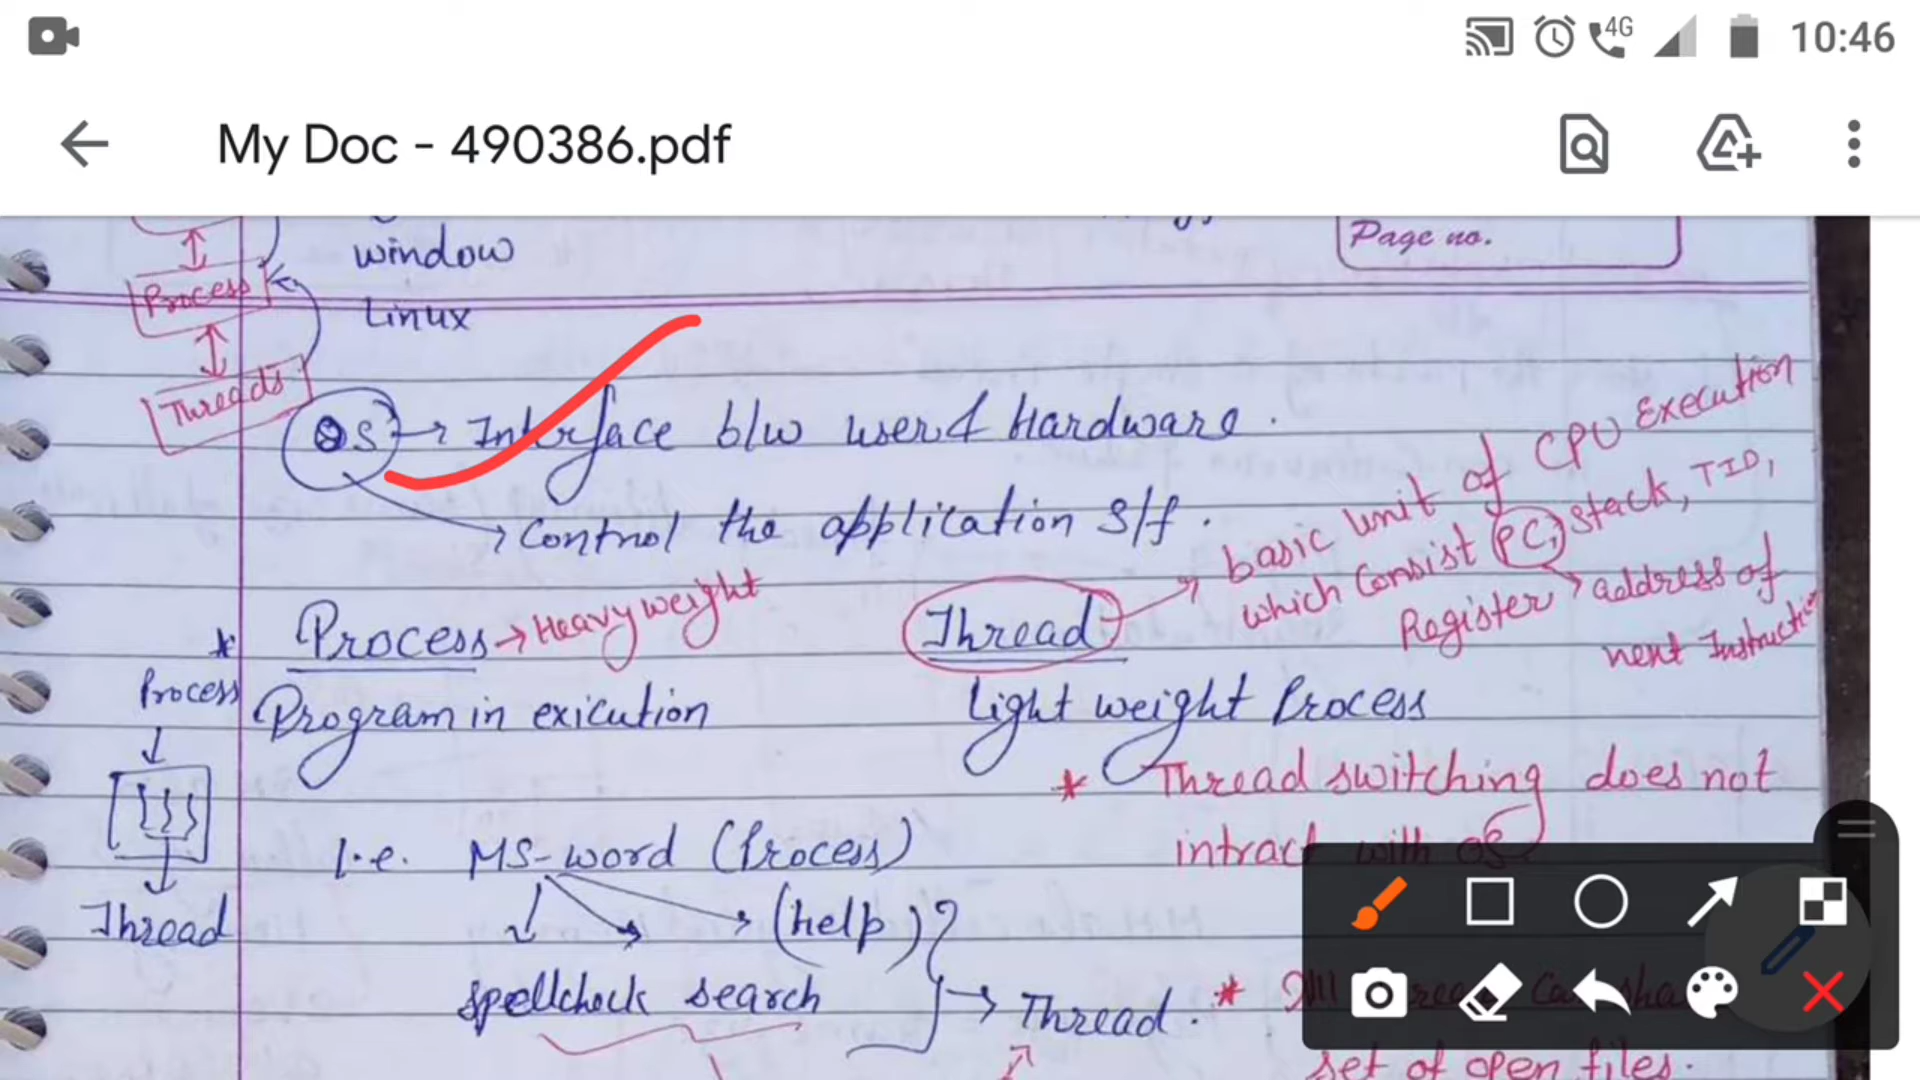 10:46
4G
My Doc - 490386.pdf
Page no.
window
Process
Linux
Threads
OS → Interface b/w user & Hardware.
→ Control the application S/f.
basic unit of CPU Execution
which Consist PC, Stack, TID,
Register → address of
next Instruction
* Process → Heavy weight
Thread
Process
Program in exicution
Light weight Process
* Thread switching does not
intract with OS
I.e. MS-word (Process)
Thread
(help)
spellcheck search
→ Thread.
* All
set of open files.